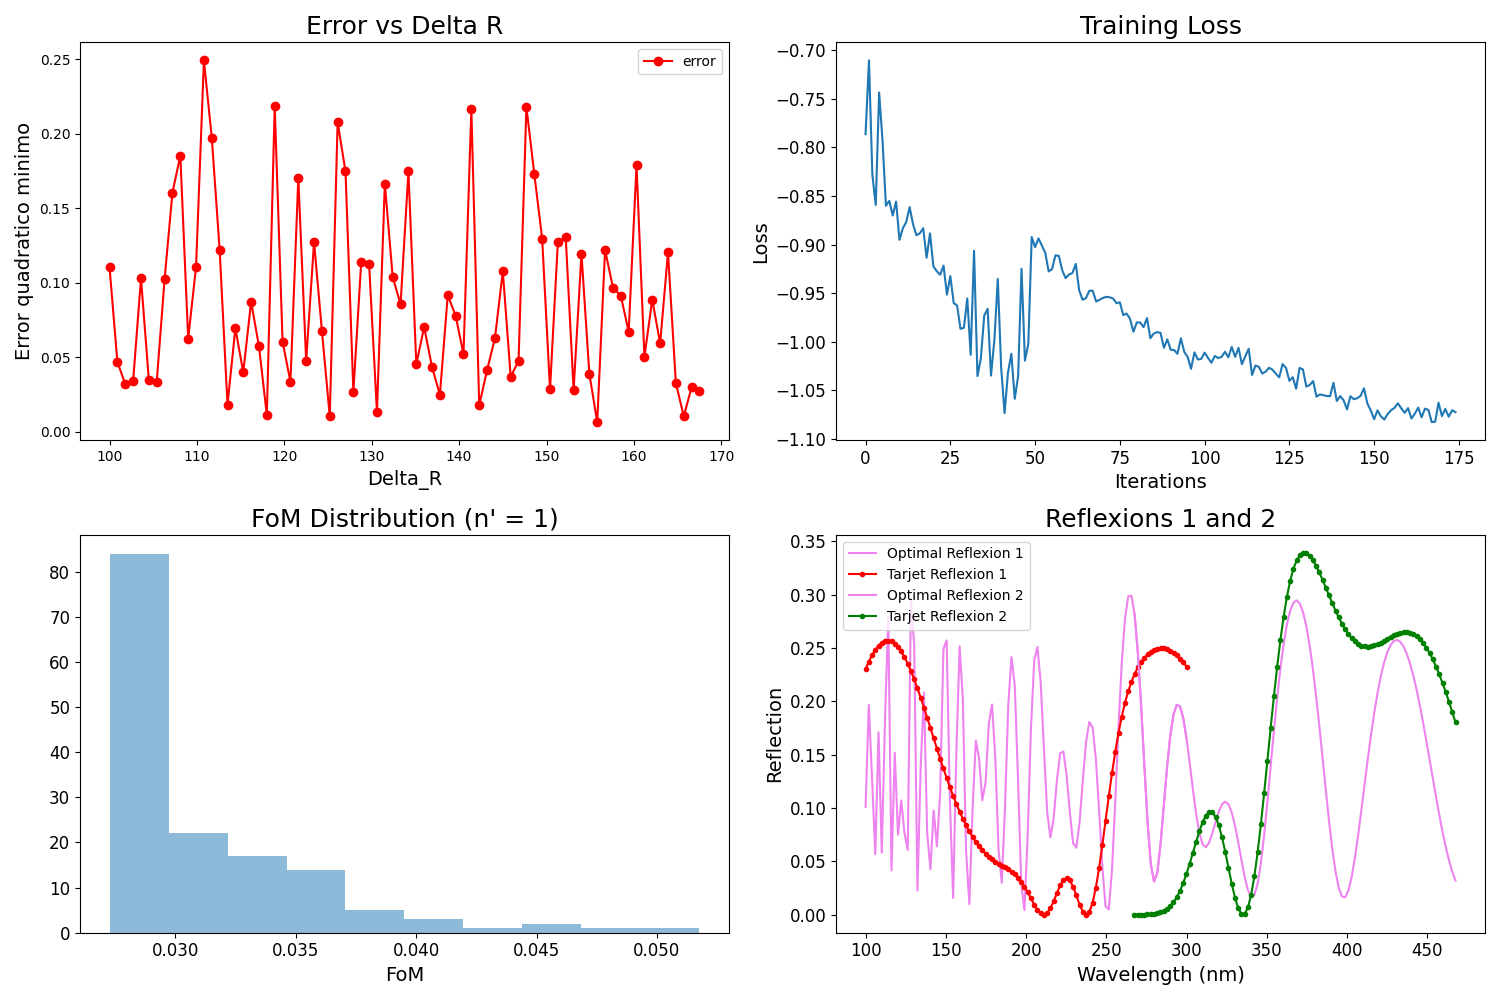 Error vs Delta R
Error quadratico minimo
0.25
0.20
0.15
0.10
0.05
0.00
error
100 110 120 130 140 150 160 170
Delta_R
Training Loss
Loss
−0.70
−0.75
−0.80
−0.85
−0.90
−0.95
−1.00
−1.05
−1.10
0 25 50 75 100 125 150 175
Iterations
FoM Distribution (n' = 1)
80
70
60
50
40
30
20
10
0
0.030 0.035 0.040 0.045 0.050
FoM
Reflexions 1 and 2
Reflection
0.35
0.30
0.25
0.20
0.15
0.10
0.05
0.00
Optimal Reflexion 1
Tarjet Reflexion 1
Optimal Reflexion 2
Tarjet Reflexion 2
100 150 200 250 300 350 400 450
Wavelength (nm)